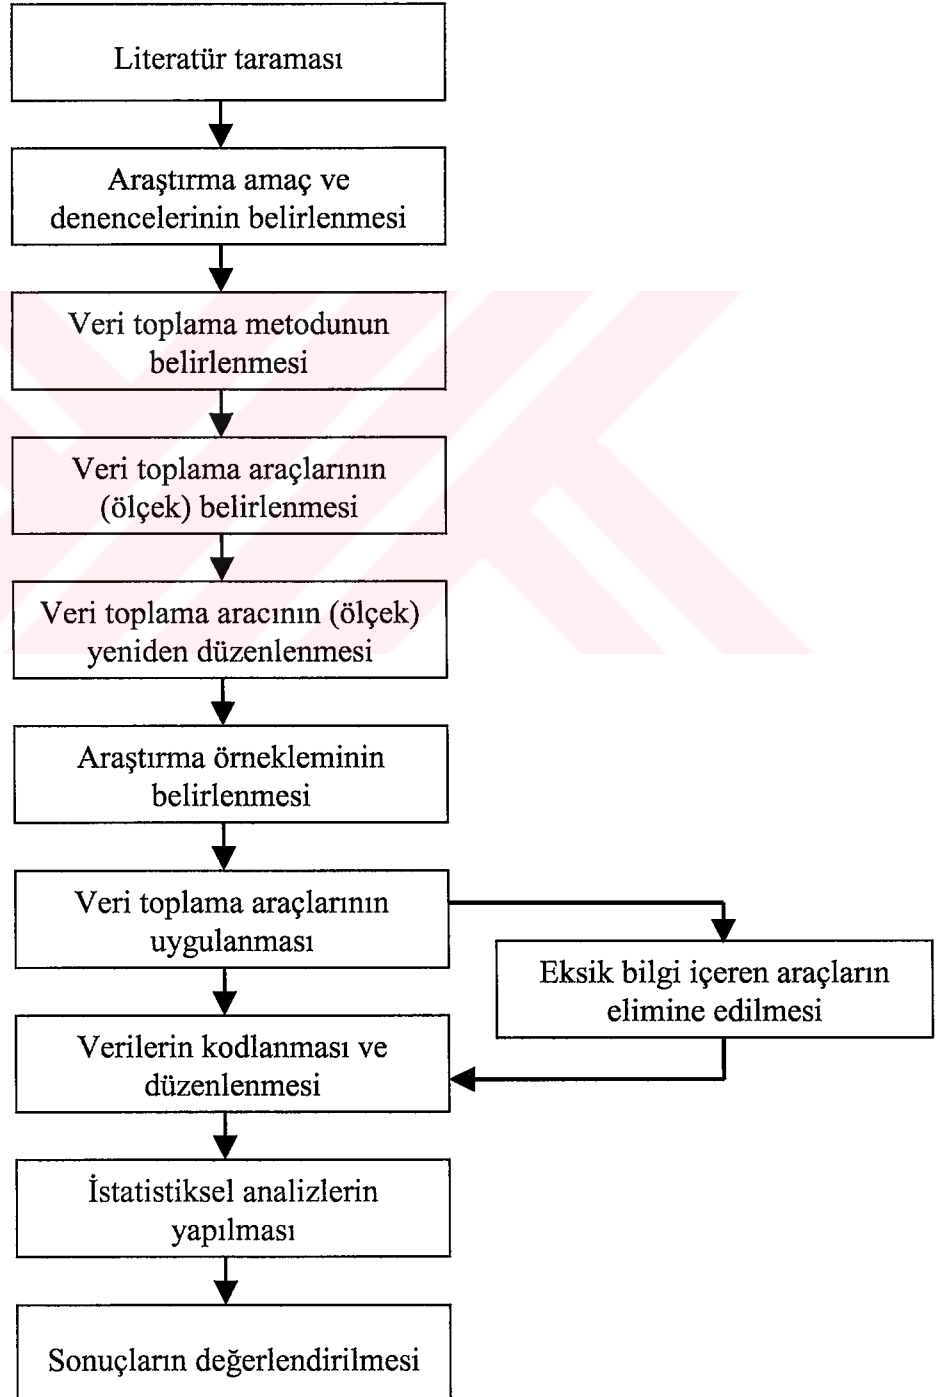 Literatür taraması
Araştırma amaç ve
denencelerinin belirlenmesi
Veri toplama metodunun
belirlenmesi
Veri toplama araçlarının
(ölçek) belirlenmesi
Veri toplama aracının (ölçek)
yeniden düzenlenmesi
Araştırma örnekleminin
belirlenmesi
Veri toplama araçlarının
uygulanması
Eksik bilgi içeren araçların
elimine edilmesi
Verilerin kodlanması ve
düzenlenmesi
İstatistiksel analizlerin
yapılması
Sonuçların değerlendirilmesi